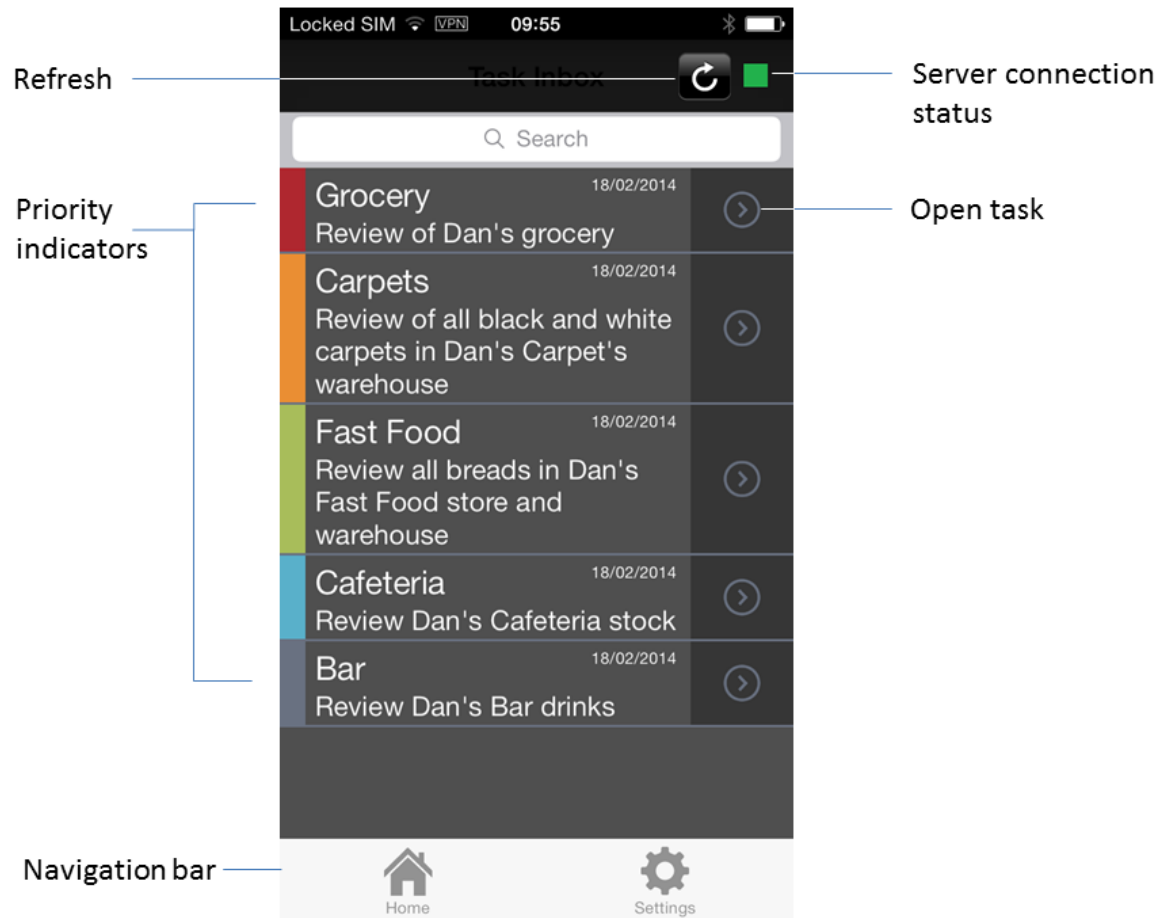 Locked SIM VPN 09:55
Refresh
Task Inbox
Server connection
status
Search
Priority
indicators
Grocery
18/02/2014
Review of Dan's grocery
Open task
Carpets
18/02/2014
Review of all black and white
carpets in Dan's Carpet's
warehouse
Fast Food
18/02/2014
Review all breads in Dan's
Fast Food store and
warehouse
Cafeteria
18/02/2014
Review Dan's Cafeteria stock
Bar
18/02/2014
Review Dan's Bar drinks
Navigation bar
Home
Settings